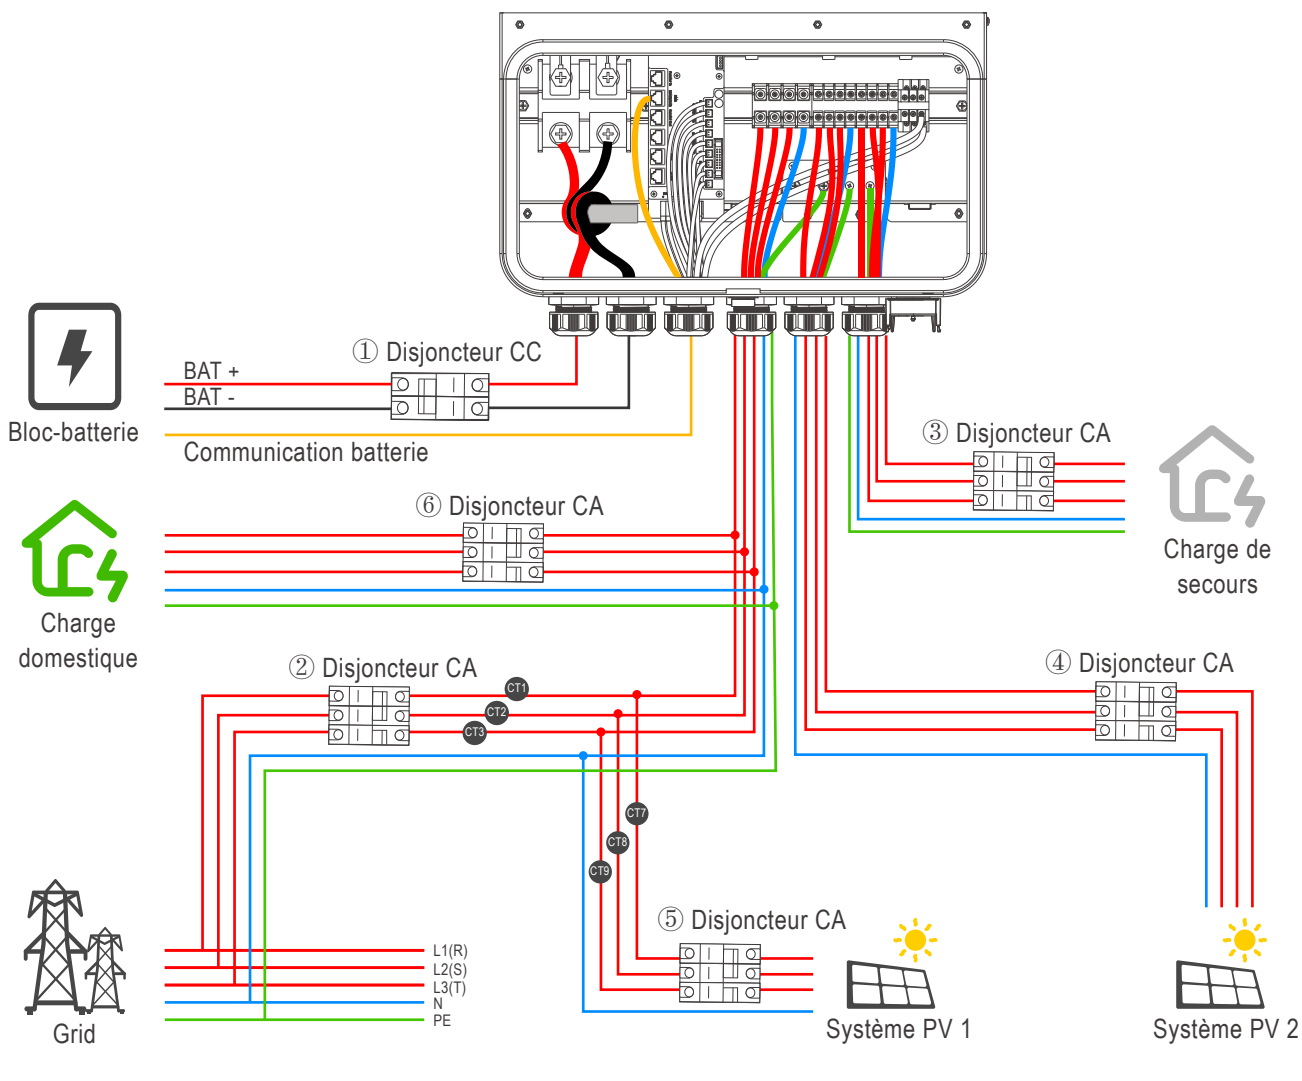 ① Disjoncteur CC
BAT +
BAT -
Bloc-batterie
Communication batterie
③ Disjoncteur CA
⑥ Disjoncteur CA
Charge de
secours
Charge
domestique
② Disjoncteur CA
④ Disjoncteur CA
CT1
CT2
CT3
CT7
CT8
CT9
⑤ Disjoncteur CA
L1(R)
L2(S)
L3(T)
N
PE
Grid
Système PV 1
Système PV 2